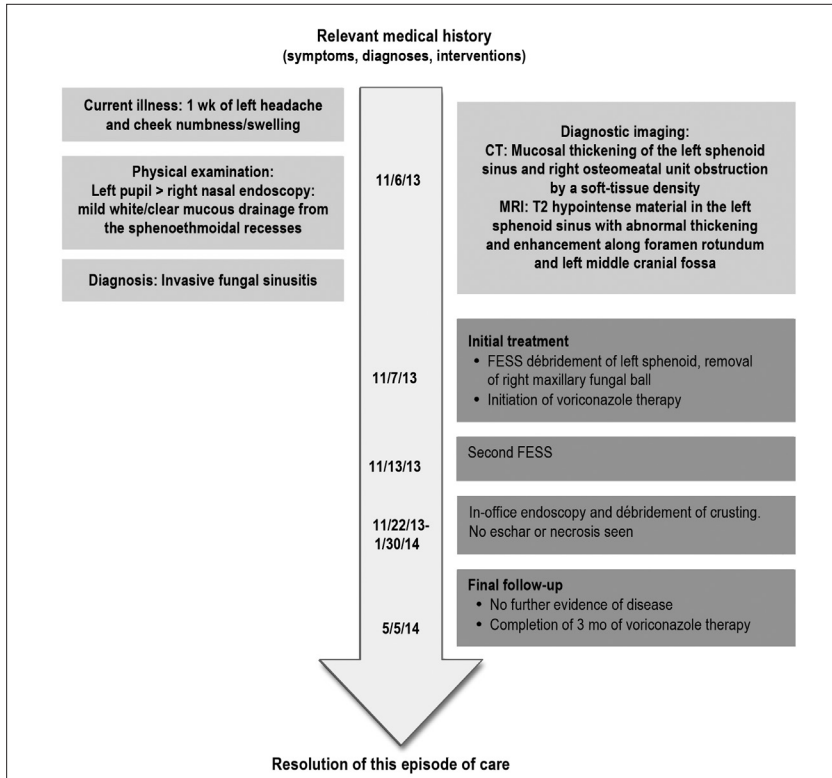 Relevant medical history
(symptoms, diagnoses, interventions)
Current illness: 1 wk of left headache
and cheek numbness/swelling
Physical examination:
Left pupil > right nasal endoscopy:
mild white/clear mucous drainage from
the sphenoethmoidal recesses
Diagnosis: Invasive fungal sinusitis
11/6/13
Diagnostic imaging:
CT: Mucosal thickening of the left sphenoid
sinus and right osteomeatal unit obstruction
by a soft-tissue density
MRI: T2 hypointense material in the left
sphenoid sinus with abnormal thickening
and enhancement along foramen rotundum
and left middle cranial fossa
11/7/13
Initial treatment
• FESS débridement of left sphenoid, removal
of right maxillary fungal ball
• Initiation of voriconazole therapy
11/13/13
Second FESS
11/22/13-
1/30/14
In-office endoscopy and débridement of crusting.
No eschar or necrosis seen
5/5/14
Final follow-up
• No further evidence of disease
• Completion of 3 mo of voriconazole therapy
Resolution of this episode of care